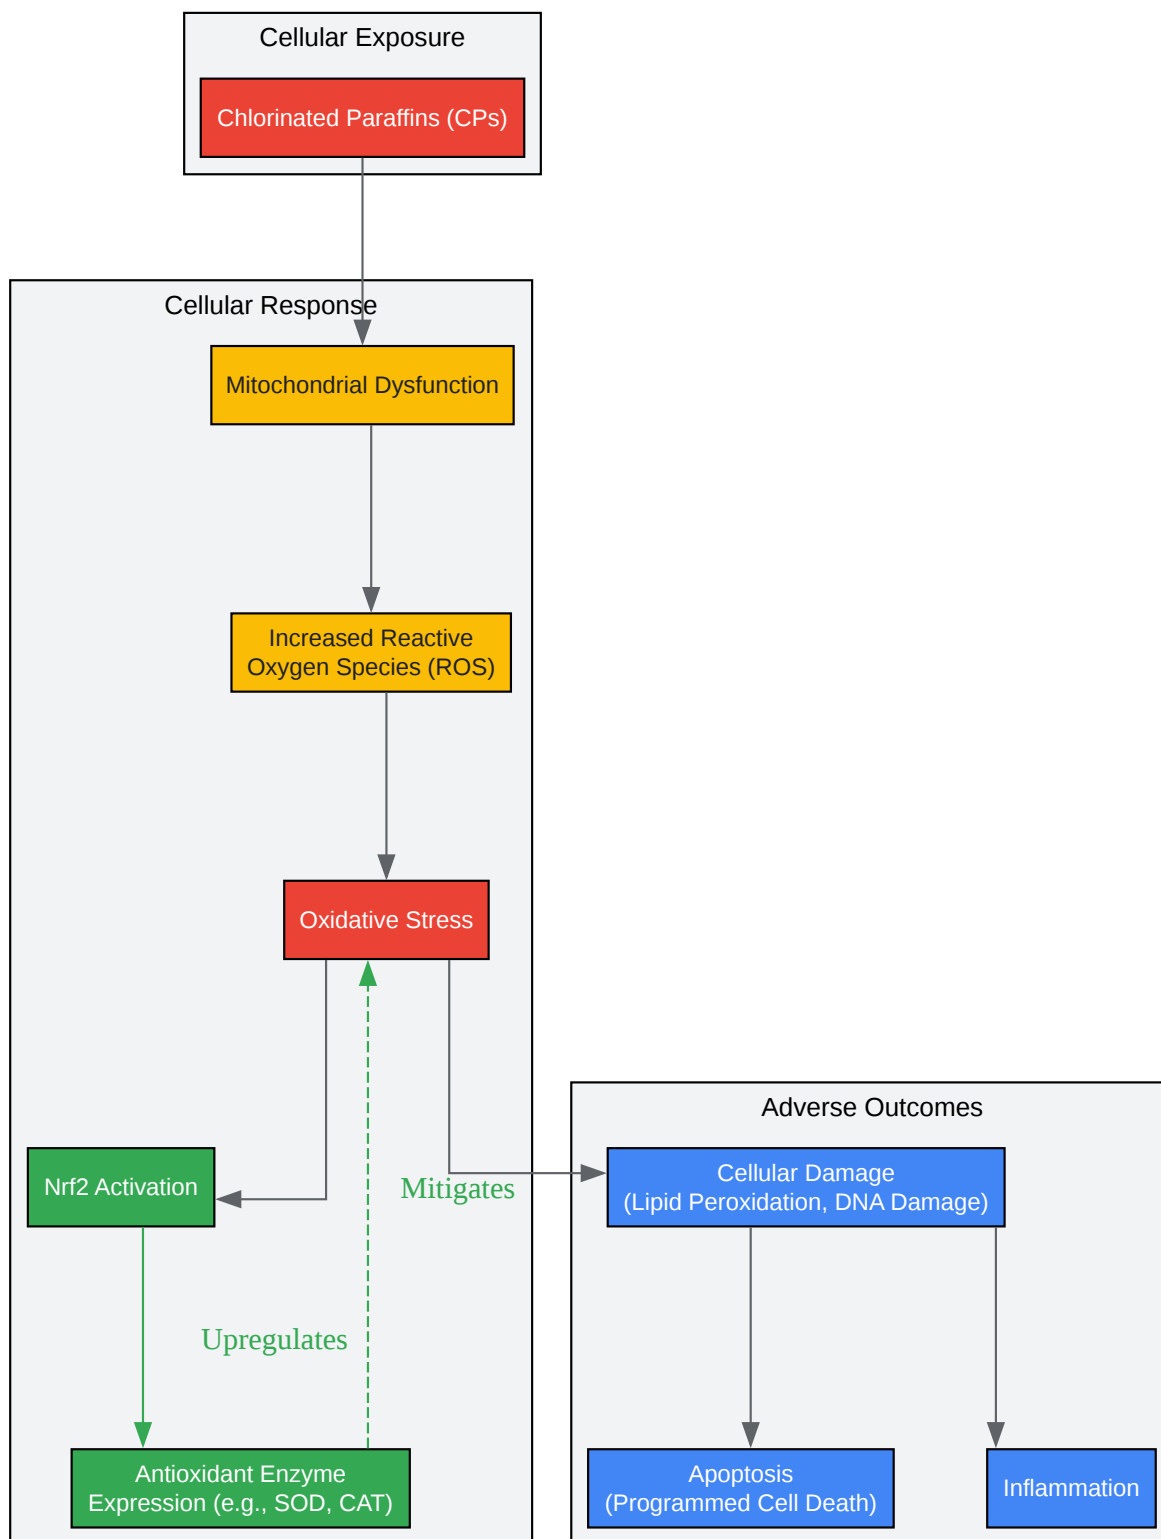 Cellular Exposure
Chlorinated Paraffins (CPs)
Cellular Response
Mitochondrial Dysfunction
Increased Reactive
Oxygen Species (ROS)
Oxidative Stress
Adverse Outcomes
Nrf2 Activation
Mitigates
Cellular Damage
(Lipid Peroxidation, DNA Damage)
Upregulates
Antioxidant Enzyme
Expression (e.g., SOD, CAT)
Apoptosis
(Programmed Cell Death)
Inflammation